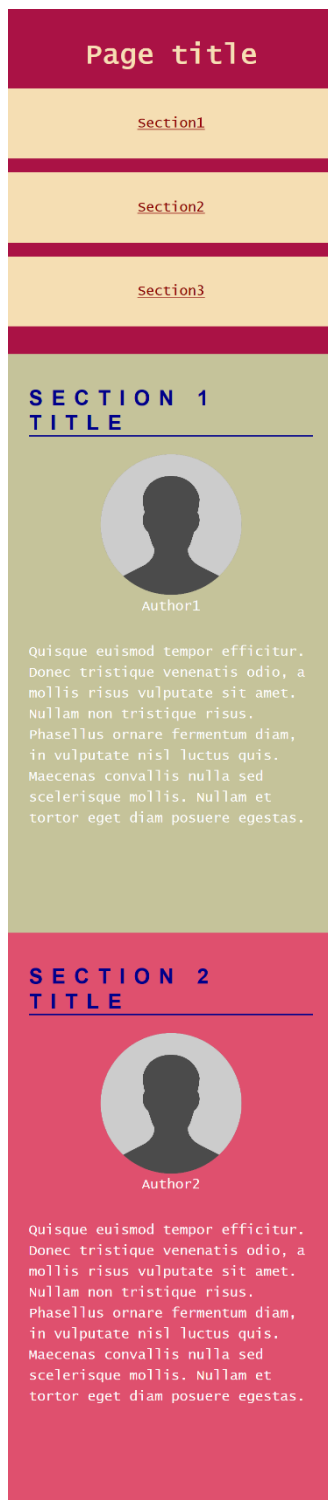 Page title
Section1
Section2
Section3
SECTION 1
TITLE
Author1
Quisque euismod tempor efficitur.
Donec tristique venenatis odio, a
mollis risus vulputate sit amet.
Nullam non tristique risus.
Phasellus ornare fermentum diam,
in vulputate nisl luctus quis.
Maecenas convallis nulla sed
scelerisque mollis. Nullam et
tortor eget diam posuere egestas.
SECTION 2
TITLE
Author2
Quisque euismod tempor efficitur.
Donec tristique venenatis odio, a
mollis risus vulputate sit amet.
Nullam non tristique risus.
Phasellus ornare fermentum diam,
in vulputate nisl luctus quis.
Maecenas convallis nulla sed
scelerisque mollis. Nullam et
tortor eget diam posuere egestas.